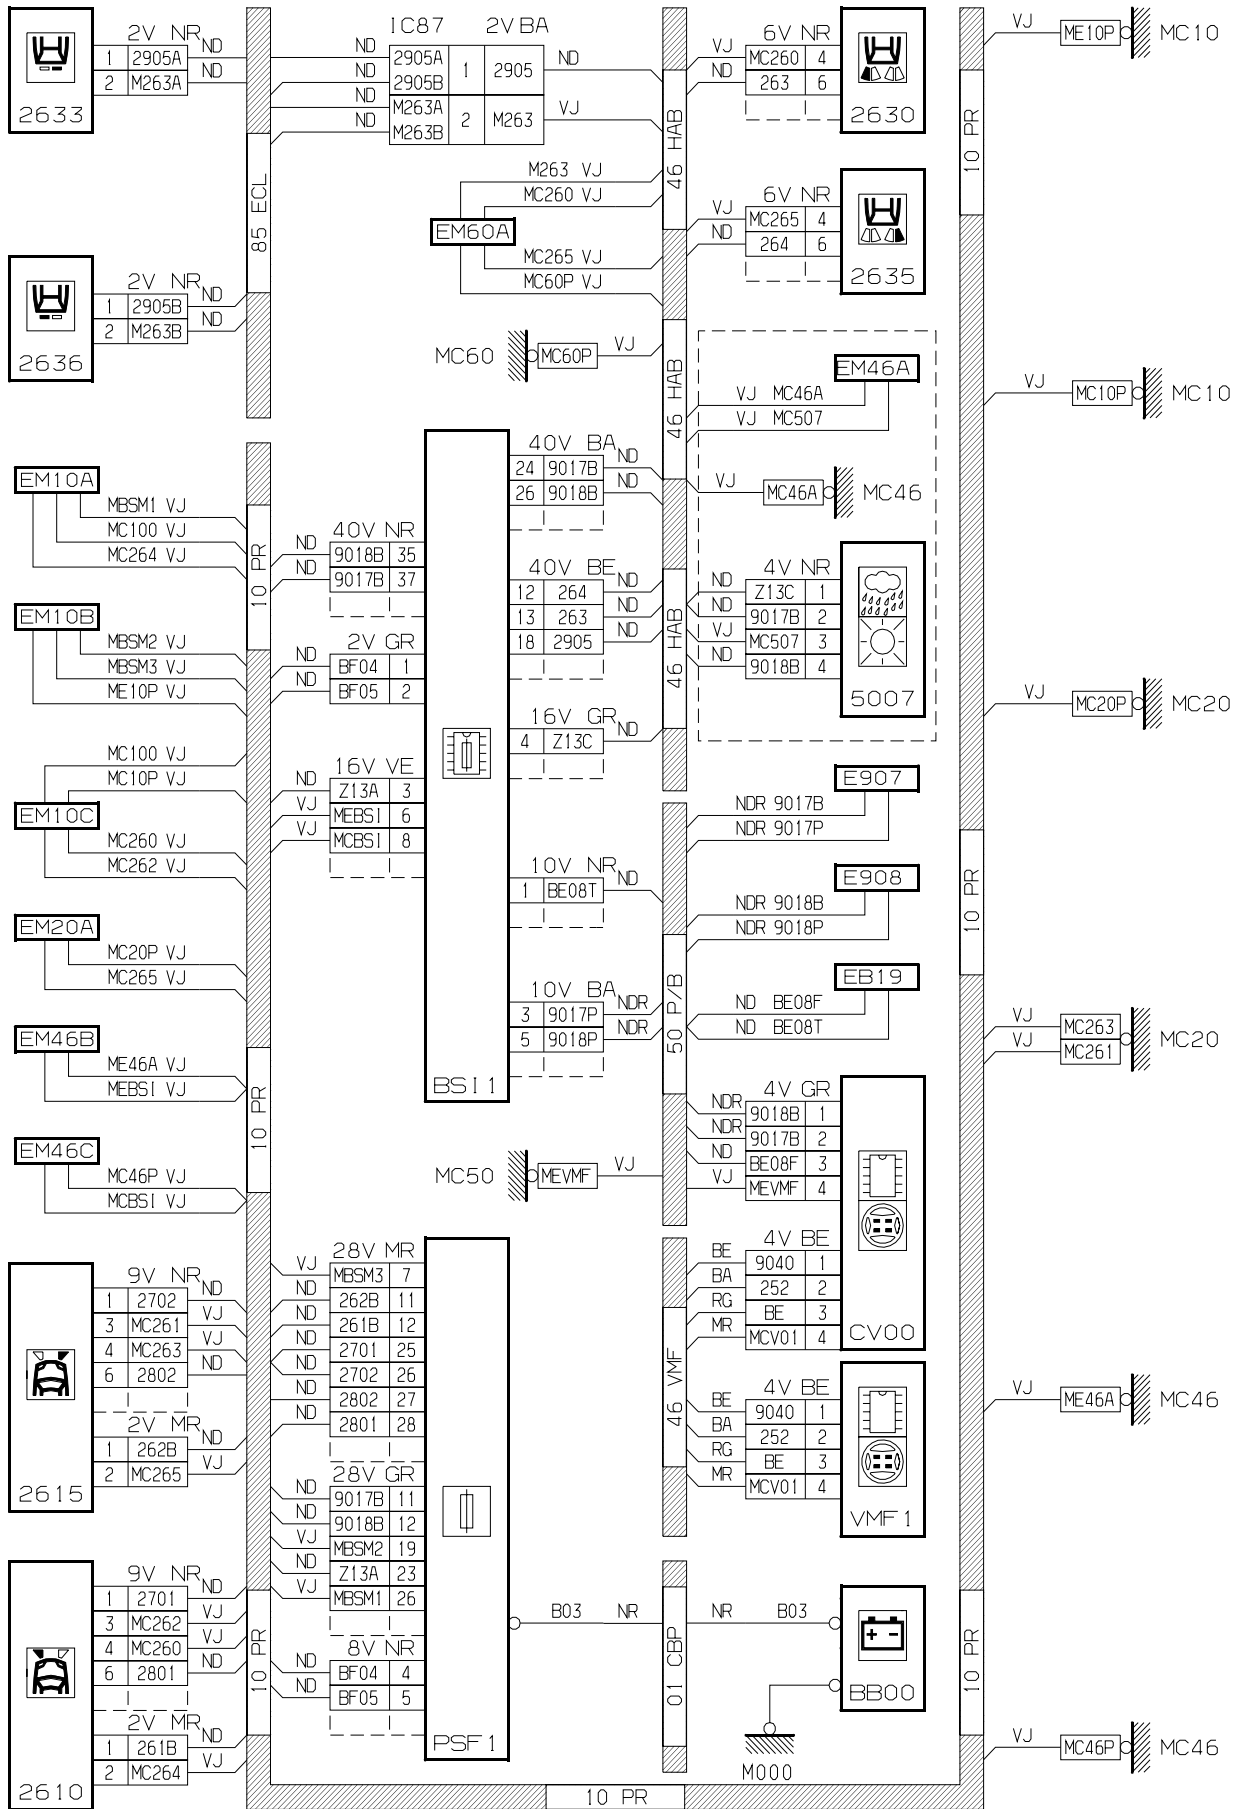 2V NR
1 2905A ND
2 M263A ND
2633
85 ECL
2V NR
1 2905B ND
2 M263B ND
2636
IC87 2V BA
ND 2905A
ND 2905B
1 2905 ND
ND M263A
ND M263B
2 M263 VJ
M263 VJ
MC260 VJ
EM60A
MC265 VJ
MC60P VJ
MC60 MC60P VJ
46 HAB
46 HAB
46 HAB
6V NR
VJ MC260 4
ND 263 6
2630
6V NR
VJ MC265 4
ND 264 6
2635
EM46A
VJ MC46A
VJ MC507
VJ MC46A MC46
4V NR
ND Z13C 1
ND 9017B 2
VJ MC507 3
ND 9018B 4
5007
10 PR
VJ ME10P MC10
VJ MC10P MC10
VJ MC20P MC20
10 PR
VJ MC263
VJ MC261
MC20
VJ ME46A MC46
10 PR
VJ MC46P MC46
EM10A
MBSM1 VJ
MC100 VJ
MC264 VJ
EM10B
MBSM2 VJ
MBSM3 VJ
ME10P VJ
MC100 VJ
MC10P VJ
EM10C
MC260 VJ
MC262 VJ
EM20A
MC20P VJ
MC265 VJ
EM46B
ME46A VJ
MEBSI VJ
EM46C
MC46P VJ
MCBSI VJ
10 PR
10 PR
10 PR
40V NR
ND 9018B 35
ND 9017B 37
2V GR
ND BF04 1
ND BF05 2
16V VE
ND Z13A 3
VJ MEBSI 6
VJ MCBSI 8
40V BA
24 9017B ND
26 9018B ND
40V BE
12 264 ND
13 263 ND
18 2905 ND
16V GR
4 Z13C ND
10V NR
1 BE08T ND
10V BA
3 9017P NDR
5 9018P NDR
BSI1
50 P/B
E907
NDR 9017B
NDR 9017P
E908
NDR 9018B
NDR 9018P
EB19
ND BE08F
ND BE08T
MC50 MEVMF VJ
4V GR
NDR 9018B 1
NDR 9017B 2
ND BE08F 3
VJ MEVMF 4
4V BE
BE 9040 1
BA 252 2
RG BE 3
MR MCV01 4
CV00
46 VMF
4V BE
BE 9040 1
BA 252 2
RG BE 3
MR MCV01 4
VMF1
9V NR
1 2702 ND
3 MC261 VJ
4 MC263 VJ
6 2802 ND
2V MR
1 262B ND
2 MC265 VJ
2615
9V NR
1 2701 ND
3 MC262 VJ
4 MC260 VJ
6 2801 ND
2V MR
1 261B ND
2 MC264 VJ
2610
28V MR
VJ MBSM3 7
ND 262B 11
ND 261B 12
ND 2701 25
ND 2702 26
ND 2802 27
ND 2801 28
28V GR
ND 9017B 11
ND 9018B 12
VJ MBSM2 19
ND Z13A 23
VJ MBSM1 26
8V NR
ND BF04 4
ND BF05 5
PSF1
B03 NR
01 CBP
NR B03
BB00
M000
10 PR